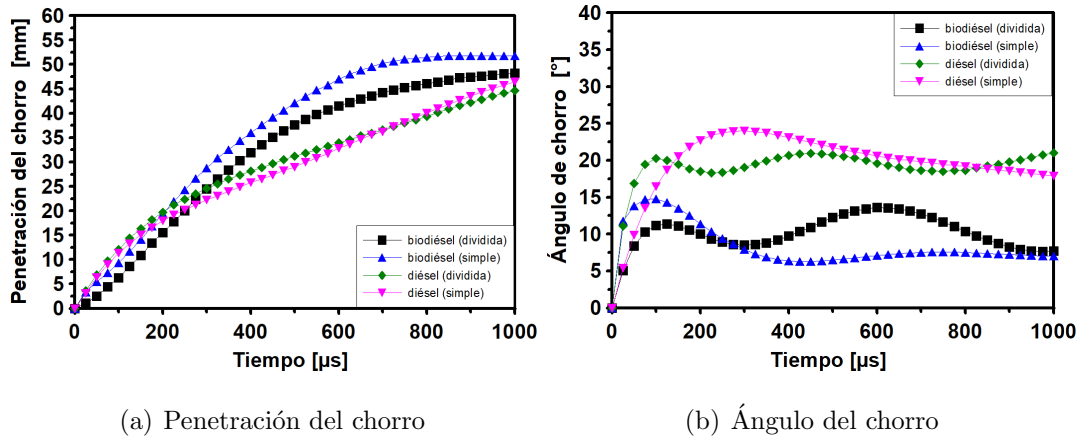 60
55
50
45
40
35
30
25
20
15
10
5
0
Penetración del chorro [mm]
biodiésel (dividida)
biodiésel (simple)
diésel (dividida)
diésel (simple)
0 200 400 600 800 1000
Tiempo [µs]
(a) Penetración del chorro
40
35
30
25
20
15
10
5
0
Ángulo de chorro [°]
biodiésel (dividida)
biodiésel (simple)
diésel (dividida)
diésel (simple)
0 200 400 600 800 1000
Tiempo [µs]
(b) Ángulo del chorro